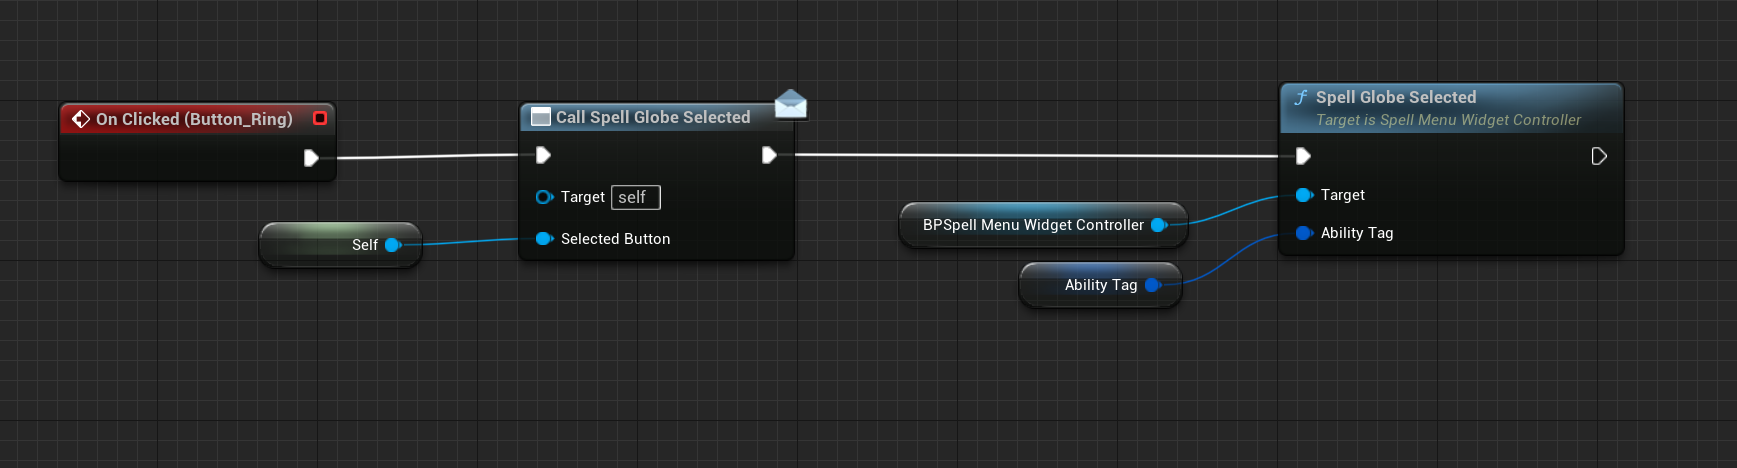 On Clicked (Button_Ring)
Self
Call Spell Globe Selected
Target self
Selected Button
BPSpell Menu Widget Controller
Ability Tag
f Spell Globe Selected
Target is Spell Menu Widget Controller
Target
Ability Tag